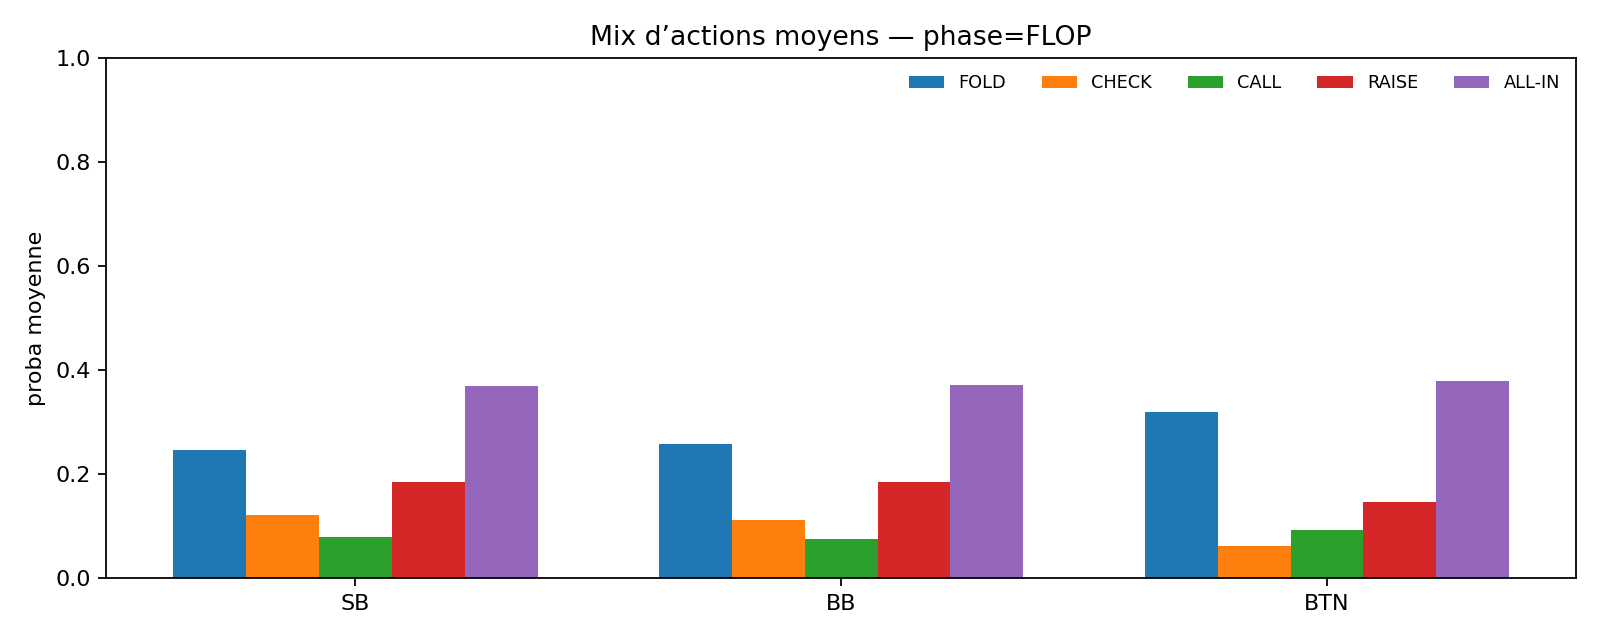 Mix d’actions moyens — phase=FLOP
FOLD CHECK CALL RAISE ALL-IN
proba moyenne
1.0
0.8
0.6
0.4
0.2
0.0
SB BB BTN